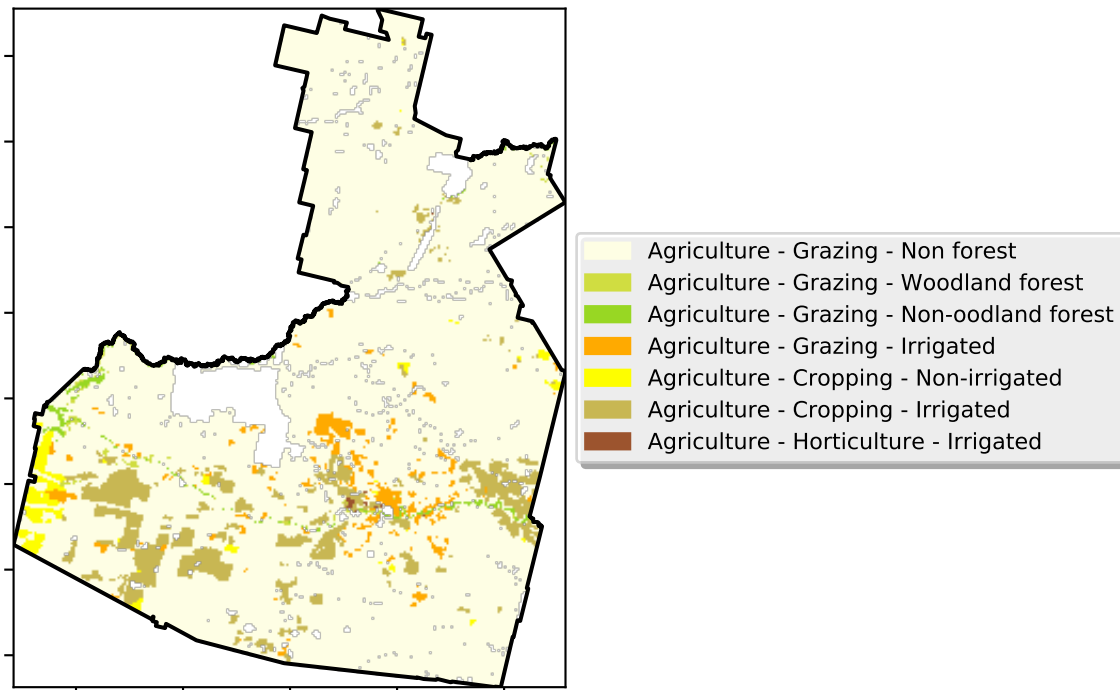 Agriculture - Grazing - Non forest
Agriculture - Grazing - Woodland forest
Agriculture - Grazing - Non-oodland forest
Agriculture - Grazing - Irrigated
Agriculture - Cropping - Non-irrigated
Agriculture - Cropping - Irrigated
Agriculture - Horticulture - Irrigated